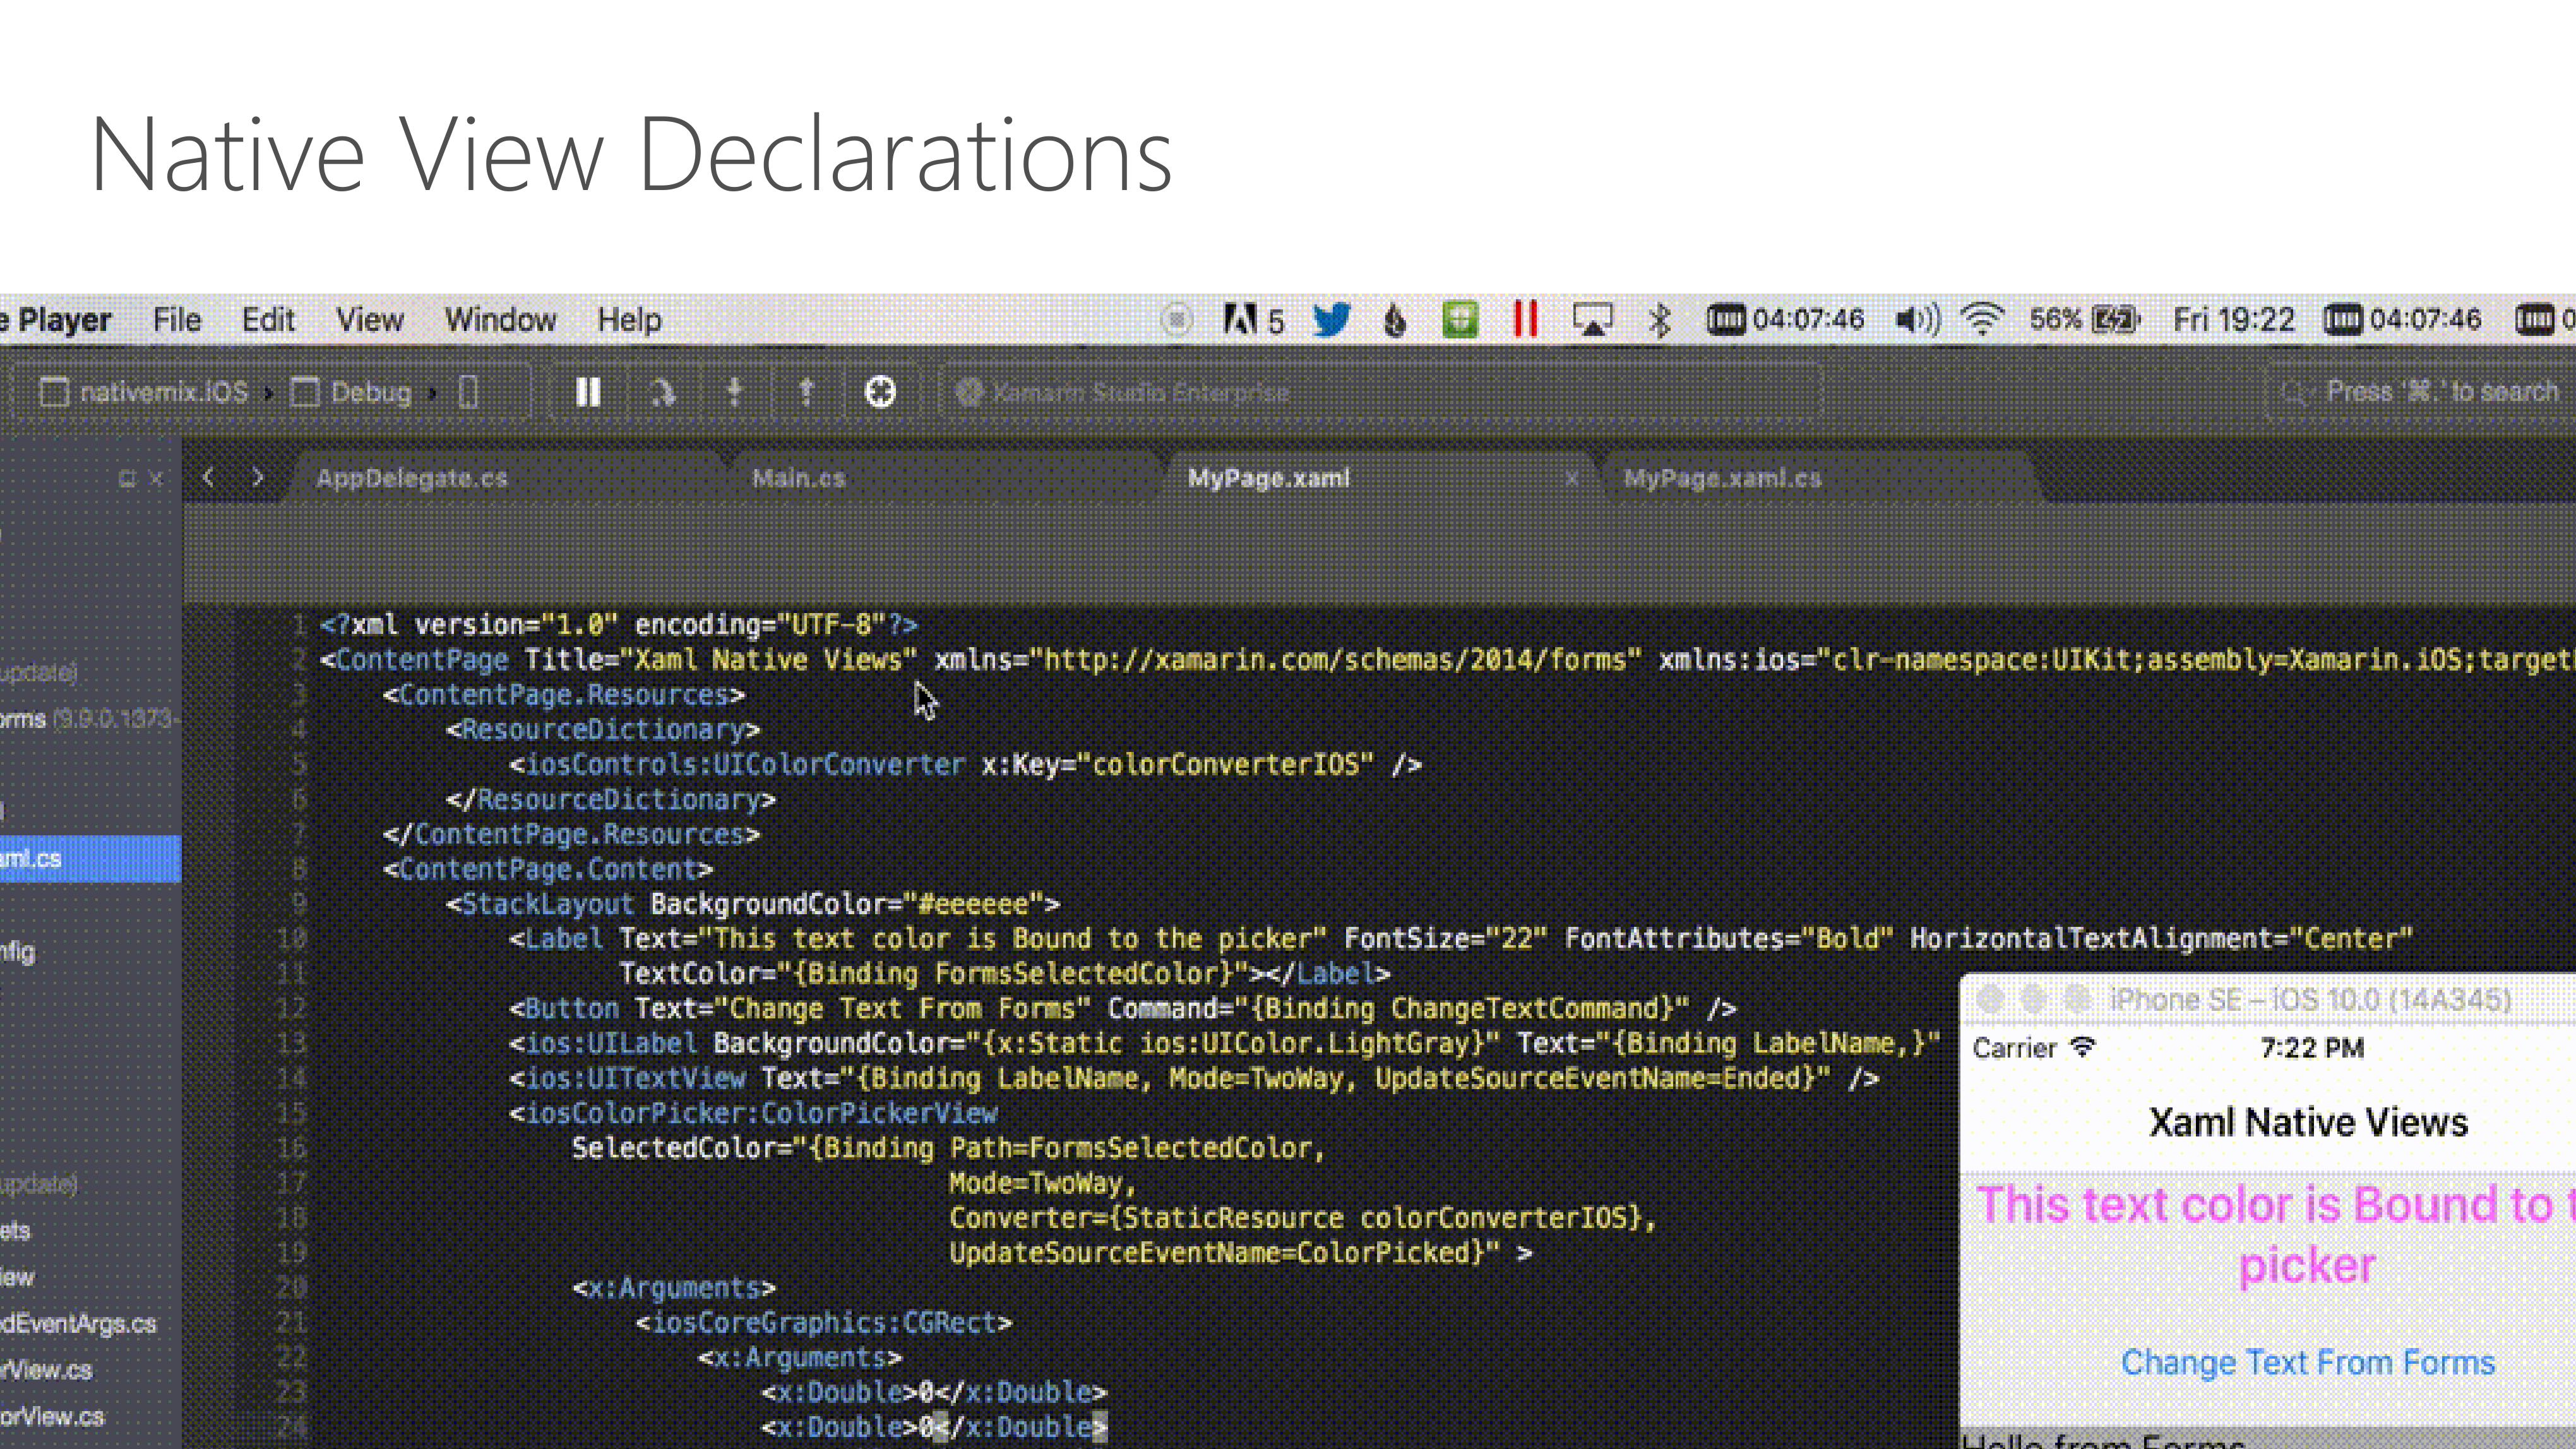 Native View Declarations
e Player File Edit View Window Help 5 04:07:46 56% Fri 19:22 04:07:46 0
nativemix.iOS Debug Xamarin Studio Enterprise Press '⌘.' to search
AppDelegate.cs Main.cs MyPage.xaml MyPage.xaml.cs
1 <?xml version="1.0" encoding="UTF-8"?>
2 <ContentPage Title="Xaml Native Views" xmlns="http://xamarin.com/schemas/2014/forms" xmlns:ios="clr-namespace:UIKit;assembly=Xamarin.iOS;target
3 <ContentPage.Resources>
4 <ResourceDictionary>
5 <iosControls:UIColorConverter x:Key="colorConverterIOS" />
6 </ResourceDictionary>
7 </ContentPage.Resources>
8 <ContentPage.Content>
9 <StackLayout BackgroundColor="#eeeeee">
10 <Label Text="This text color is Bound to the picker" FontSize="22" FontAttributes="Bold" HorizontalTextAlignment="Center"
11 TextColor="{Binding FormsSelectedColor}"></Label>
12 <Button Text="Change Text From Forms" Command="{Binding ChangeTextCommand}" />
13 <ios:UILabel BackgroundColor="{x:Static ios:UIColor.LightGray}" Text="{Binding LabelName,}"
14 <ios:UITextView Text="{Binding LabelName, Mode=TwoWay, UpdateSourceEventName=Ended}" />
15 <iosColorPicker:ColorPickerView
16 SelectedColor="{Binding Path=FormsSelectedColor,
17 Mode=TwoWay,
18 Converter={StaticResource colorConverterIOS},
19 UpdateSourceEventName=ColorPicked}" >
20 <x:Arguments>
21 <iosCoreGraphics:CGRect>
22 <x:Arguments>
23 <x:Double>0</x:Double>
24 <x:Double>0</x:Double>
update)
orms (9.9.0.1373-
aml.cs
nfig
update)
ets
iew
dEventArgs.cs
rView.cs
orView.cs
iPhone SE – iOS 10.0 (14A345)
Carrier 7:22 PM
Xaml Native Views
This text color is Bound to t
picker
Change Text From Forms
Hello from Forms